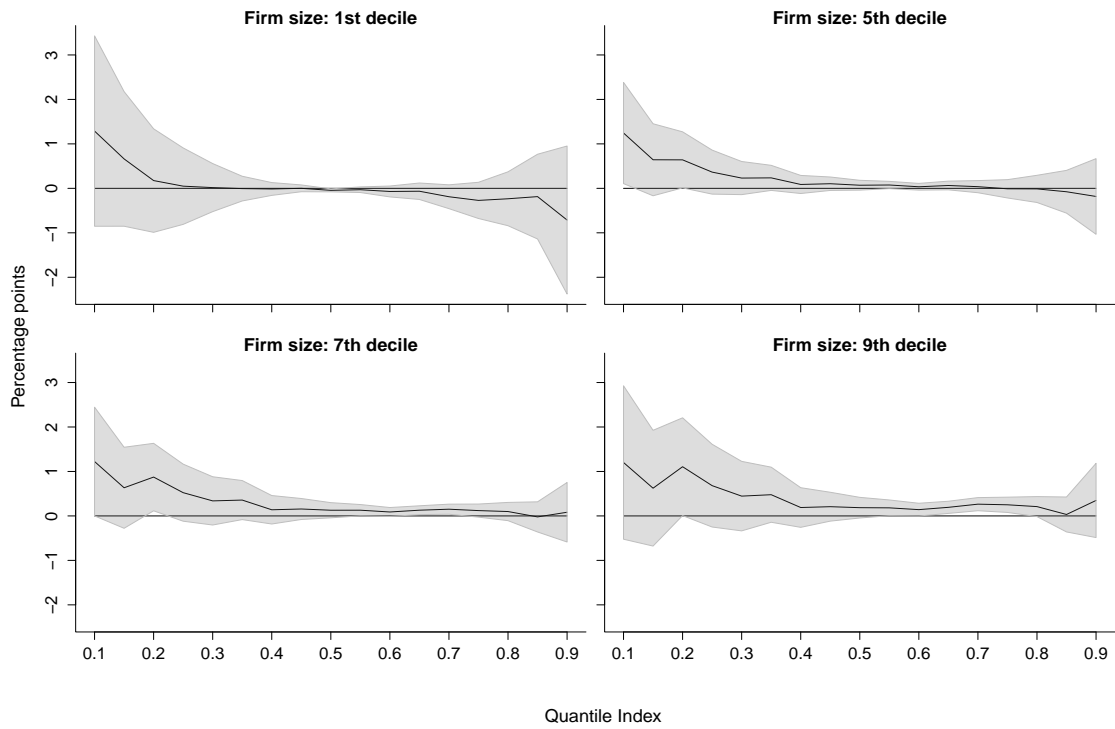 Firm size: 1st decile
Firm size: 5th decile
3
2
1
0
−1
−2
Percentage points
Firm size: 7th decile
Firm size: 9th decile
3
2
1
0
−1
−2
0.1 0.2 0.3 0.4 0.5 0.6 0.7 0.8 0.9
0.1 0.2 0.3 0.4 0.5 0.6 0.7 0.8 0.9
Quantile Index